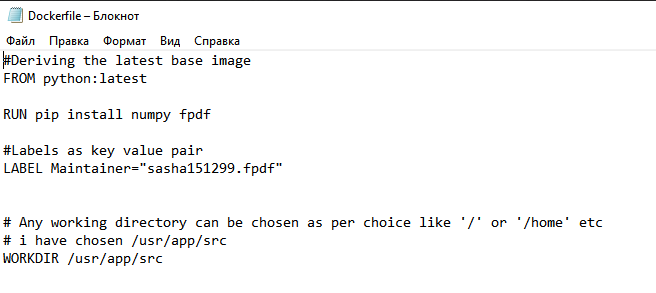 Dockerfile – Блокнот
Файл Правка Формат Вид Справка
#Deriving the latest base image
FROM python:latest
RUN pip install numpy fpdf
#Labels as key value pair
LABEL Maintainer="sasha151299.fpdf"
# Any working directory can be chosen as per choice like '/' or '/home' etc
# i have chosen /usr/app/src
WORKDIR /usr/app/src